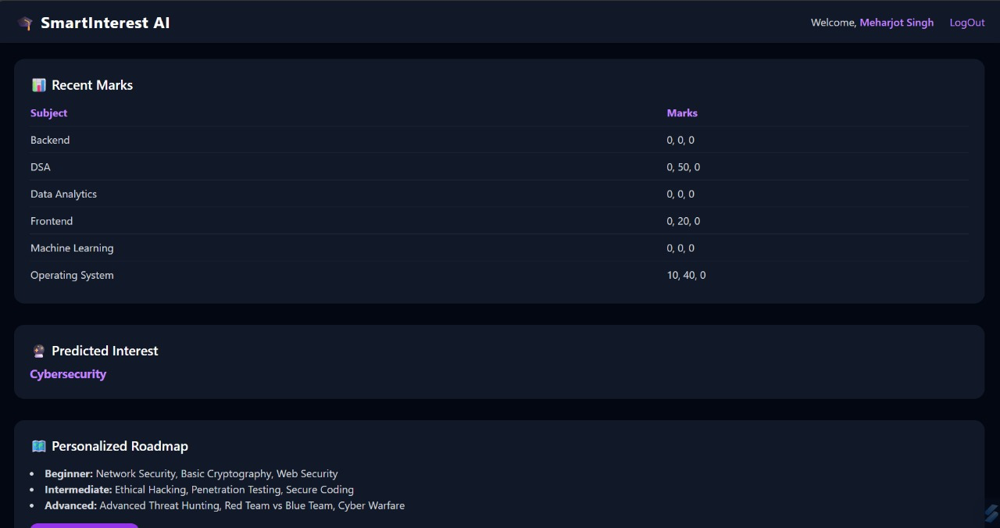 SmartInterest AI
Welcome, Meharjot Singh LogOut
Recent Marks
Subject Marks
Backend 0, 0, 0
DSA 0, 50, 0
Data Analytics 0, 0, 0
Frontend 0, 20, 0
Machine Learning 0, 0, 0
Operating System 10, 40, 0
Predicted Interest
Cybersecurity
Personalized Roadmap
Beginner: Network Security, Basic Cryptography, Web Security
Intermediate: Ethical Hacking, Penetration Testing, Secure Coding
Advanced: Advanced Threat Hunting, Red Team vs Blue Team, Cyber Warfare